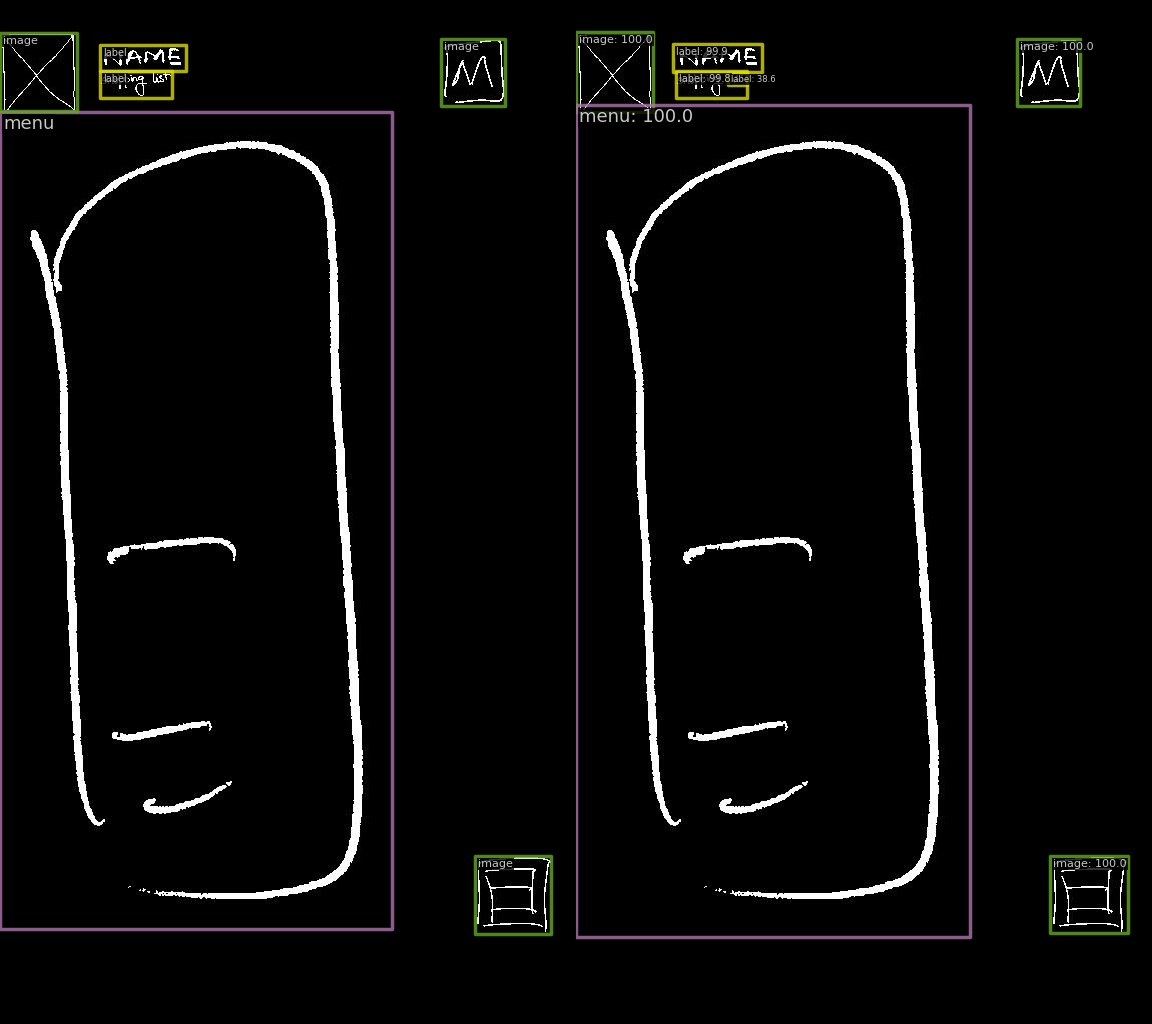 image
label
NAME
label
ing list
image
menu
image
image: 100.0
label: 99.9
NAME
label: 99.8
label: 38.6
image: 100.0
menu: 100.0
image: 100.0